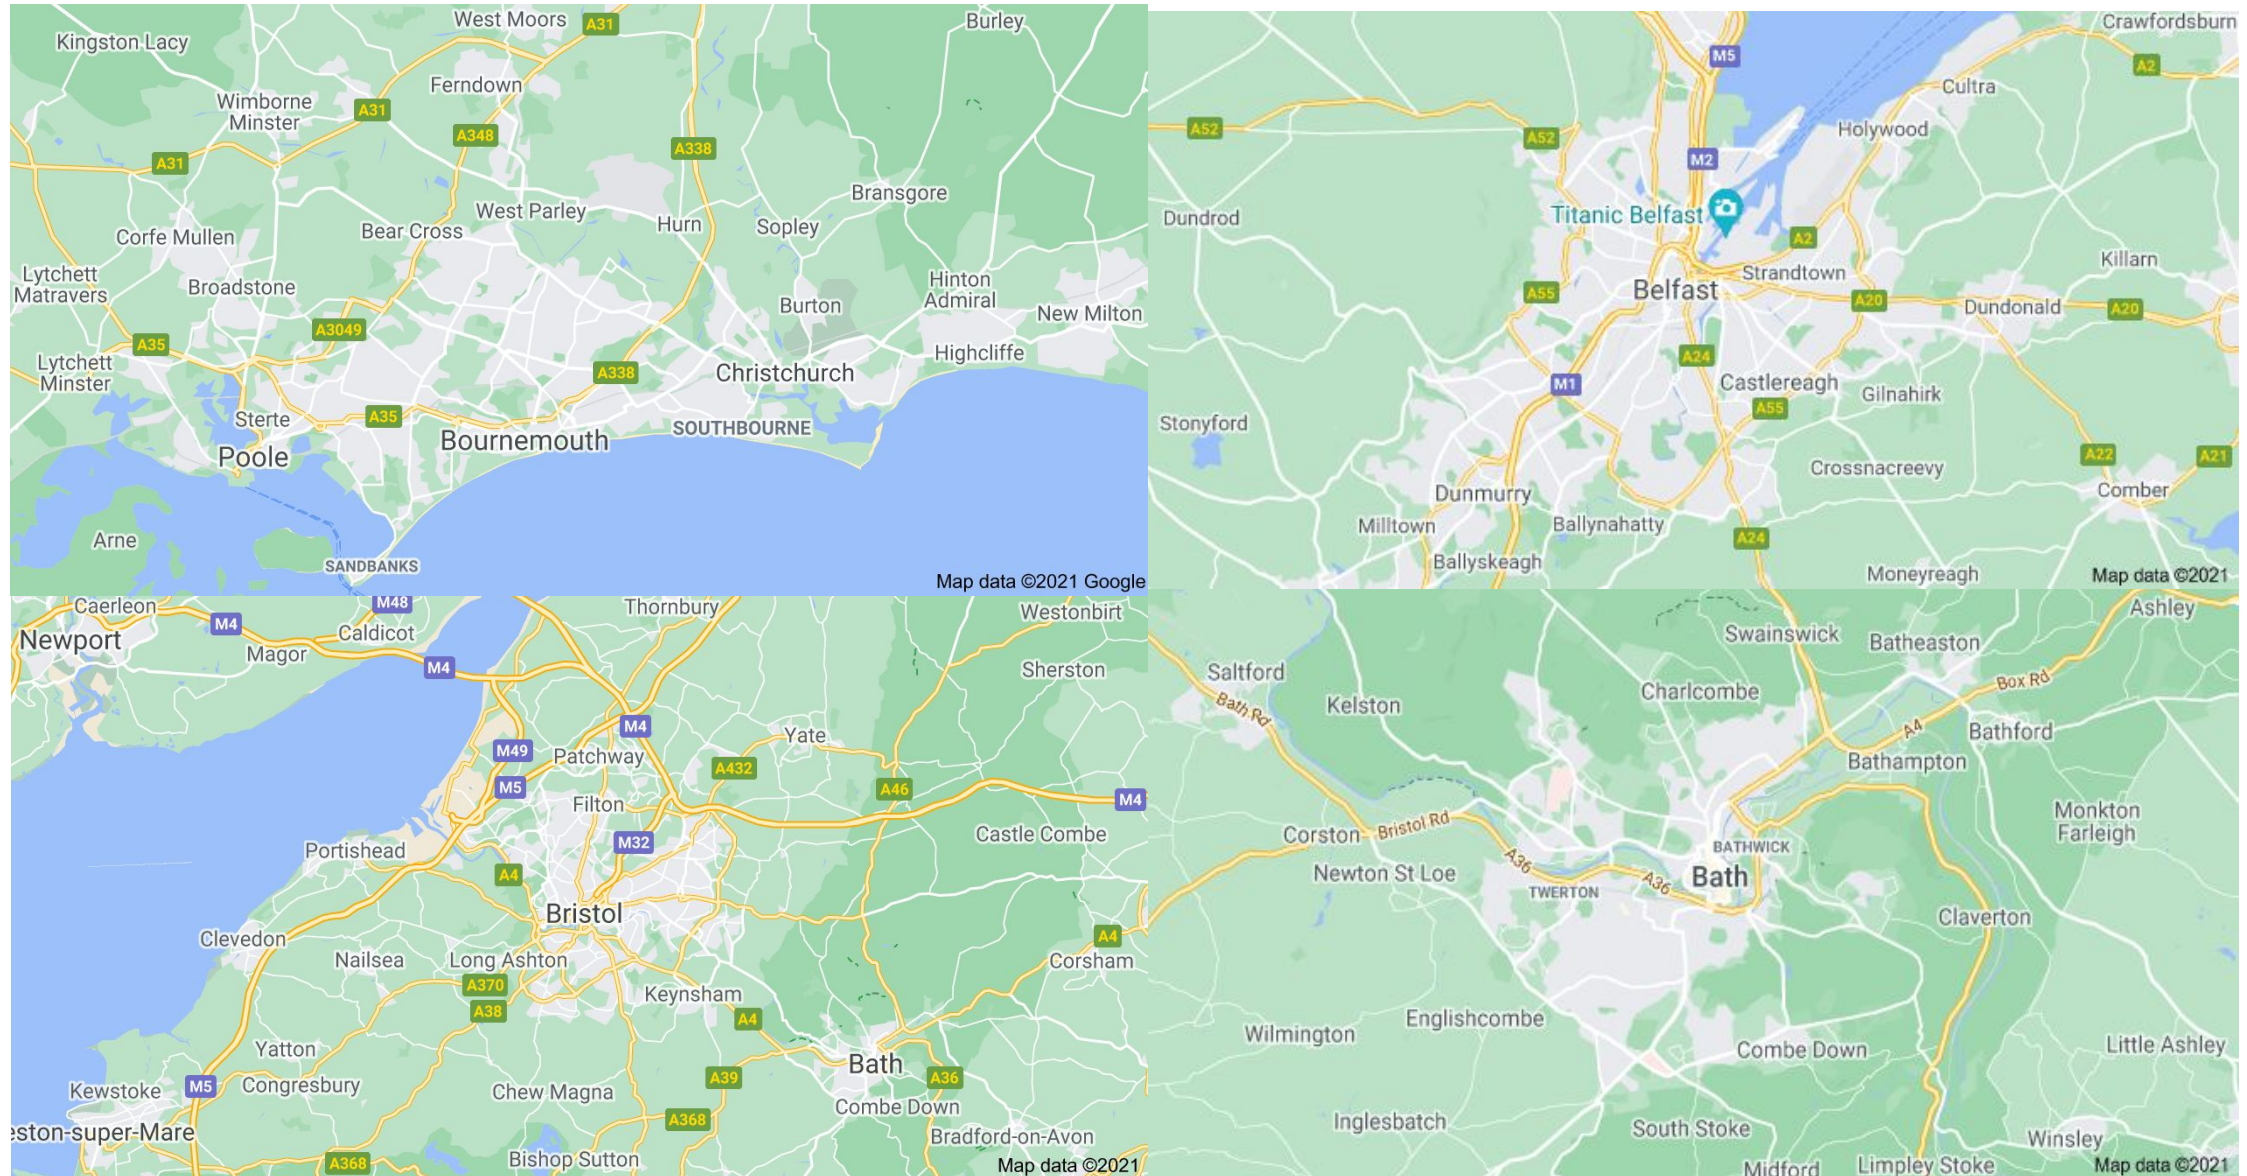 West Moors
A31
Burley
Kingston Lacy
Ferndown
Wimborne
Minster
A31
A348
A338
A31
Bransgore
West Parley
Hurn
Sopley
Corfe Mullen
Bear Cross
Lytchett
Matravers
Broadstone
Hinton
Admiral
Burton
New Milton
A3049
A35
Highcliffe
Lytchett
Minster
A338
Christchurch
Sterte
A35
SOUTHBOURNE
Bournemouth
Poole
Arne
SANDBANKS
Map data ©2021 Google
Crawfordsburn
M5
A2
Cultra
A52
A52
Holywood
M2
Dundrod
Titanic Belfast
A2
Killarn
Strandtown
Belfast
A55
A20
Dundonald
A20
A24
M1
Castlereagh
Gilnahirk
A55
Stonyford
A22
A21
Crossnacreevy
Dunmurry
Comber
Milltown
Ballynahatty
A24
Ballyskeagh
Moneyreagh
Map data ©2021
Caerleon
M48
Thornbury
Westonbirt
Newport
M4
Caldicot
Magor
M4
Sherston
M4
Yate
M49
Patchway
A432
M5
A46
M4
Filton
Castle Combe
M32
Portishead
A4
Bristol
Clevedon
A4
Nailsea
Long Ashton
Corsham
A370
Keynsham
A38
A4
Yatton
Bath
Kewstoke
M5
Congresbury
Chew Magna
A39
A36
Combe Down
A368
eston-super-Mare
Bradford-on-Avon
A368
Bishop Sutton
Map data ©2021
Ashley
Swainswick
Batheaston
Saltford
Box Rd
Charlcombe
Bath Rd
Kelston
A4
Bathford
Bathampton
Monkton
Farleigh
Corston
Bristol Rd
BATHWICK
A36
Newton St Loe
Bath
A36
TWERTON
Claverton
Englishcombe
Wilmington
Combe Down
Little Ashley
Inglesbatch
South Stoke
Winsley
Midford
Limpley Stoke
Map data ©2021